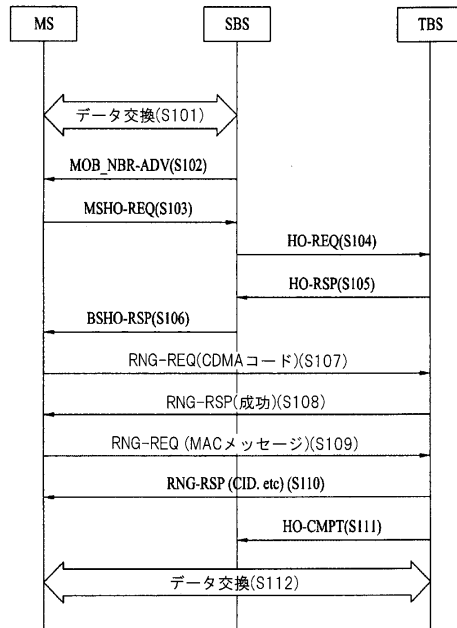 MS SBS TBS
データ交換(S101)
MOB_NBR-ADV(S102)
MSHO-REQ(S103)
HO-REQ(S104)
HO-RSP(S105)
BSHO-RSP(S106)
RNG-REQ(CDMAコード)(S107)
RNG-RSP(成功)(S108)
RNG-REQ (MACメッセージ)(S109)
RNG-RSP (CID. etc) (S110)
HO-CMPT(S111)
データ交換(S112)